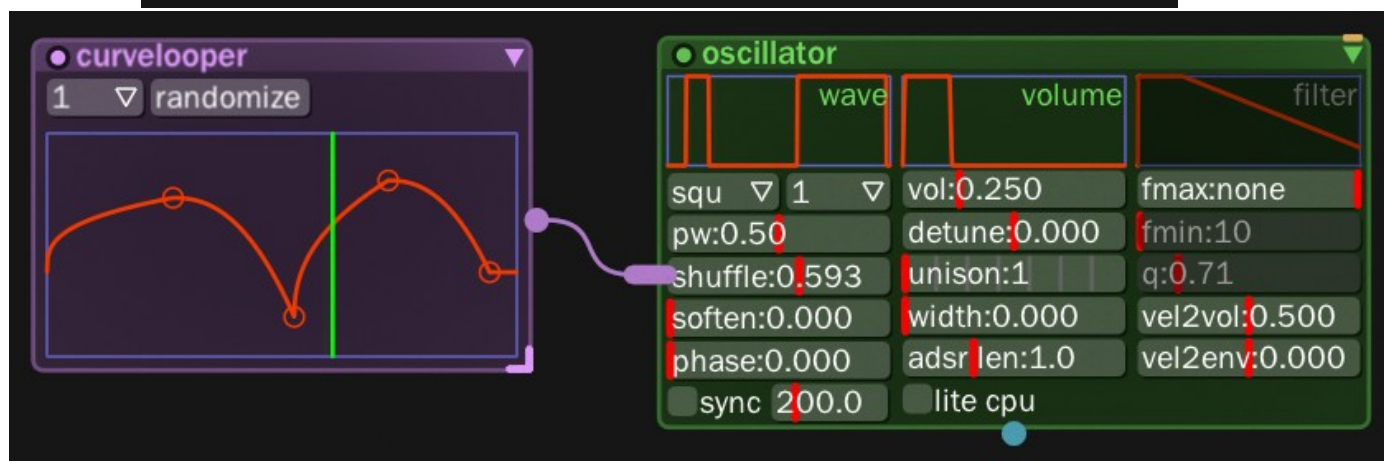 curvelooper
1 randomize
oscillator
wave volume filter
squ 1 vol:0.250 fmax:none
pw:0.50 detune:0.000 fmin:10
shuffle:0.593 unison:1 q:0.71
soften:0.000 width:0.000 vel2vol:0.500
phase:0.000 adsr len:1.0 vel2env:0.000
sync 200.0 lite cpu